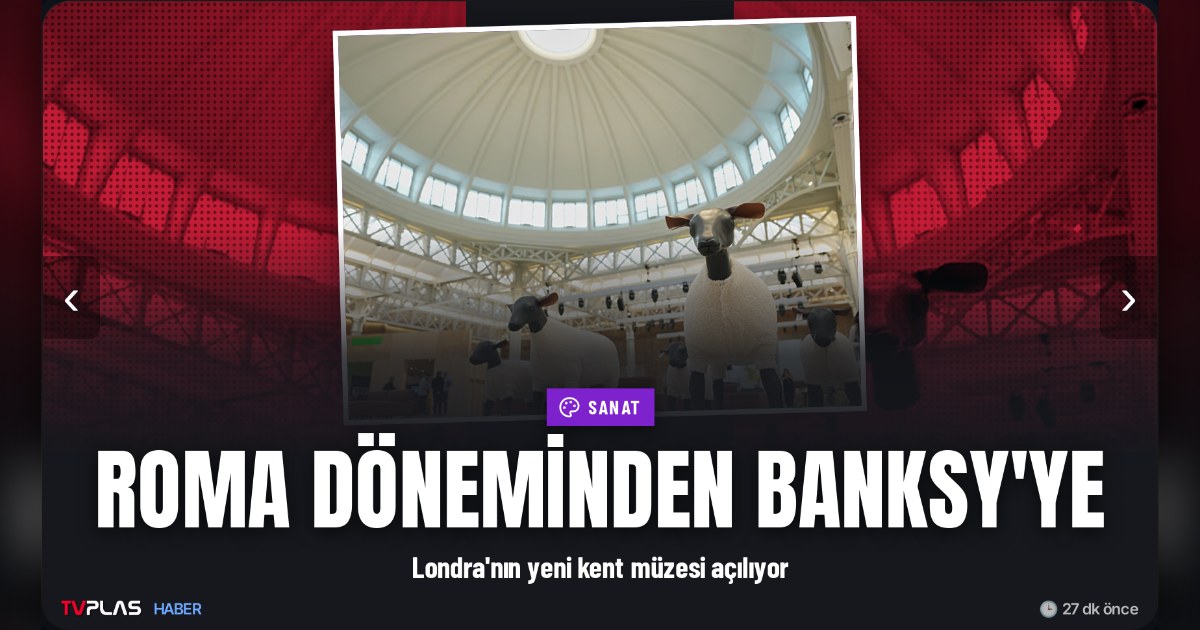 SANAT
ROMA DÖNEMİNDEN BANKSY'YE
Londra'nın yeni kent müzesi açılıyor
TVPLAS HABER
27 dk önce